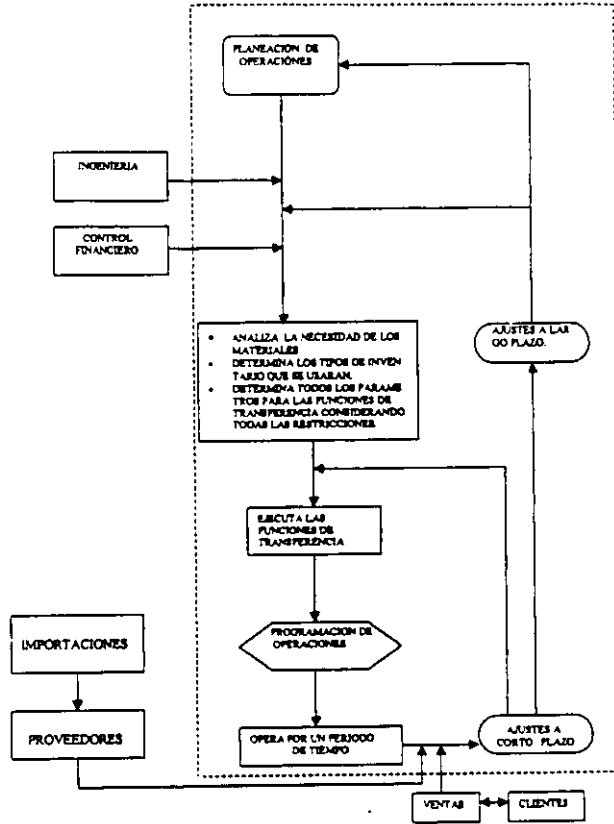 PLANEACIÓN DE
OPERACIÓNES
INGENIERIA
CONTROL
FINANCIERO
• ANALIZA LA NECESIDAD DE LOS
MATERIALES
• DETERMINA LOS TIPOS DE INVEN
TARIO QUE SE USARAN.
• DETERMINA TODOS LOS PARAME
TROS PARA LAS FUNCIONES DE
TRANSFERENCIA CONSIDERANDO
TODAS LAS RESTRICCIONES
AJUSTES A LAR
GO PLAZO.
EJECUTA LAS
FUNCIONES DE
TRANSFERENCIA
PROGRAMACION DE
OPERACIONES
IMPORTACIONES
PROVEEDORES
OPERA POR UN PERIODO
DE TIEMPO
AJUSTES A
CORTO PLAZO
VENTAS
CLIENTES